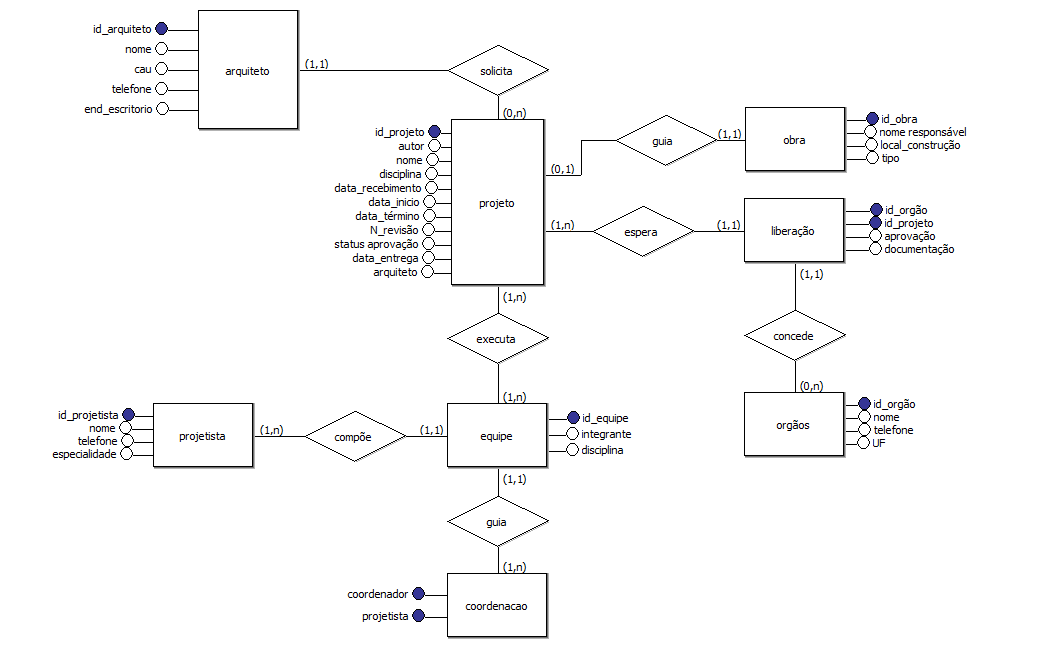 id_arquiteto
nome
cau
telefone
end_escritorio
arquiteto
(1,1)
solicita
(0,n)
id_projeto
autor
nome
disciplina
data_recebimento
data_inicio
data_término
N_revisão
status aprovação
data_entrega
arquiteto
projeto
(0,1)
guia
(1,1)
obra
id_obra
nome responsável
local_construção
tipo
(1,n)
espera
(1,1)
liberação
id_orgão
id_projeto
aprovação
documentação
(1,1)
concede
(0,n)
orgãos
id_orgão
nome
telefone
UF
(1,n)
executa
(1,n)
id_projetista
nome
telefone
especialidade
projetista
(1,n)
compõe
(1,1)
equipe
id_equipe
integrante
disciplina
(1,1)
guia
(1,n)
coordenador
projetista
coordenacao